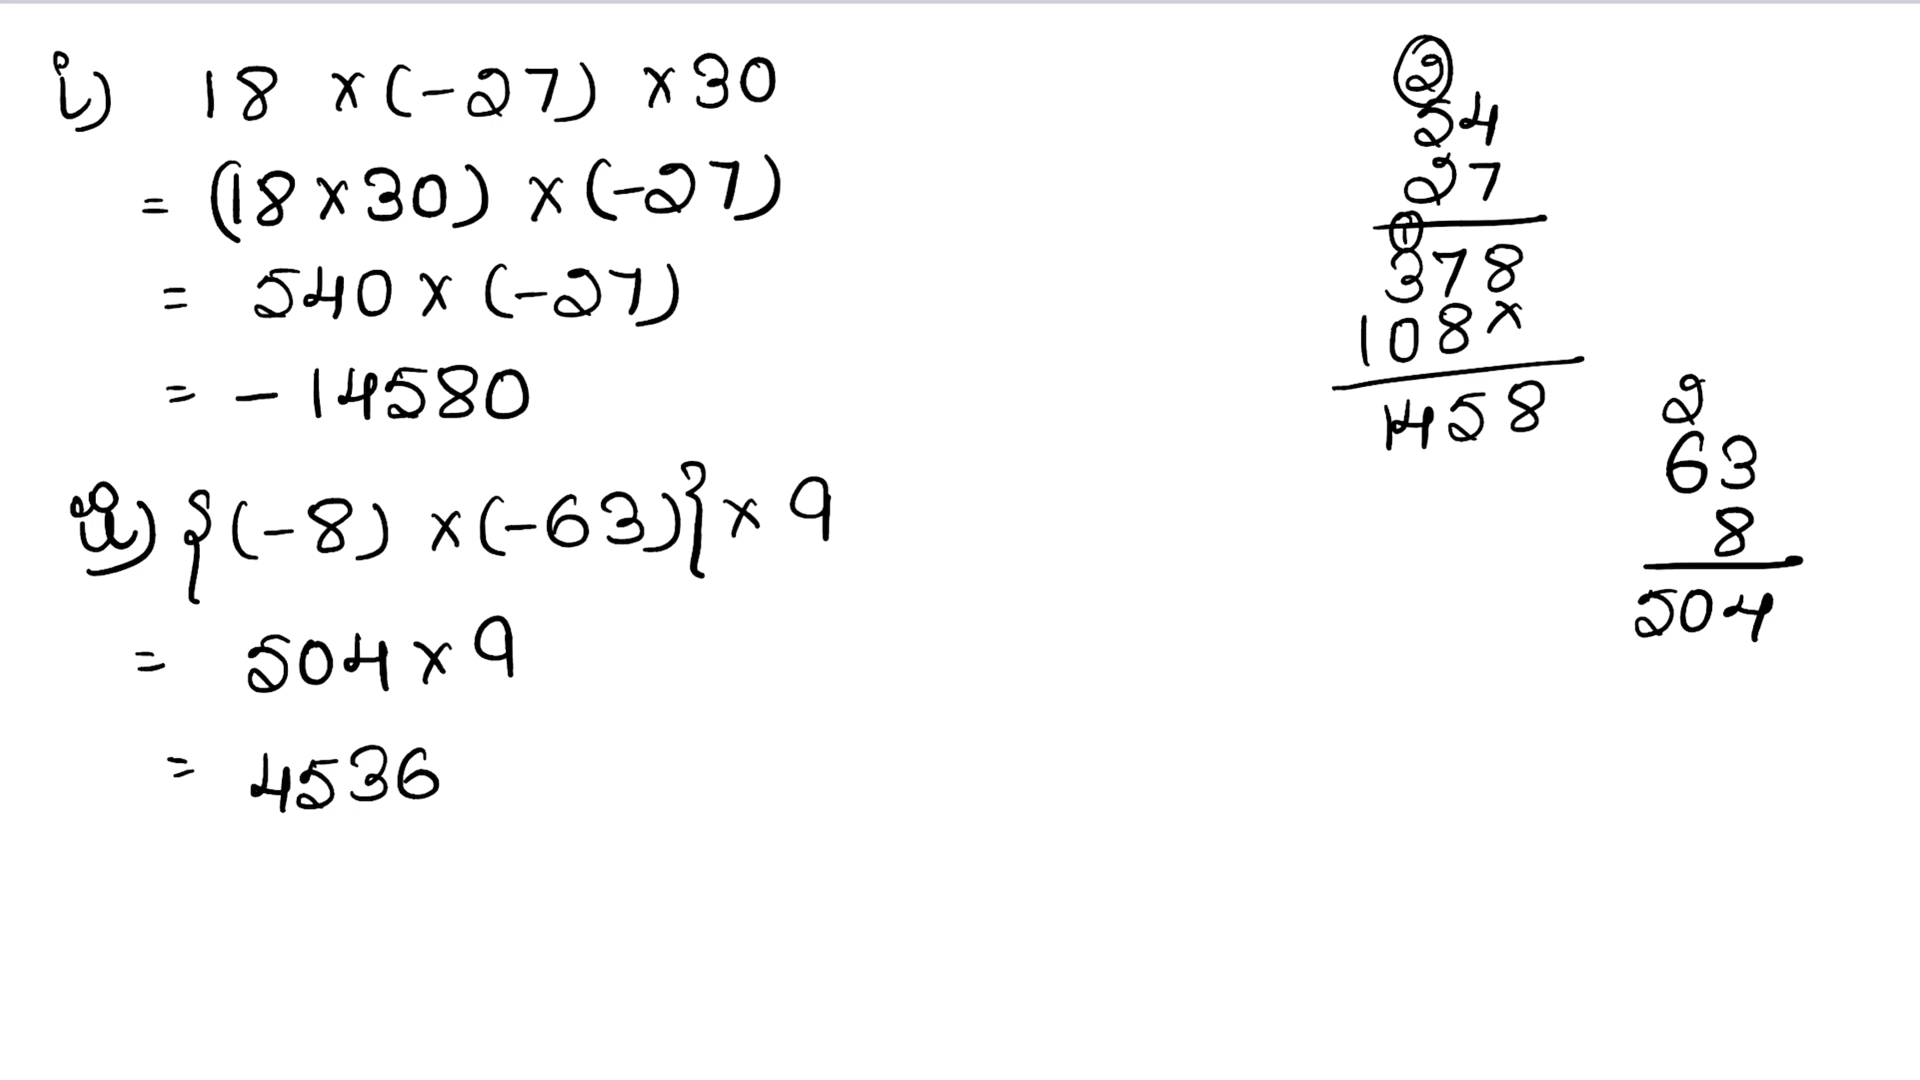 i) 18 × (-27) × 30
= (18 × 30) × (-27)
= 540 × (-27)
= - 14580
ii) {(-8) × (-63)} × 9
= 504 × 9
= 4536
2
54
27
1
378
108×
1458
2
63
8
504